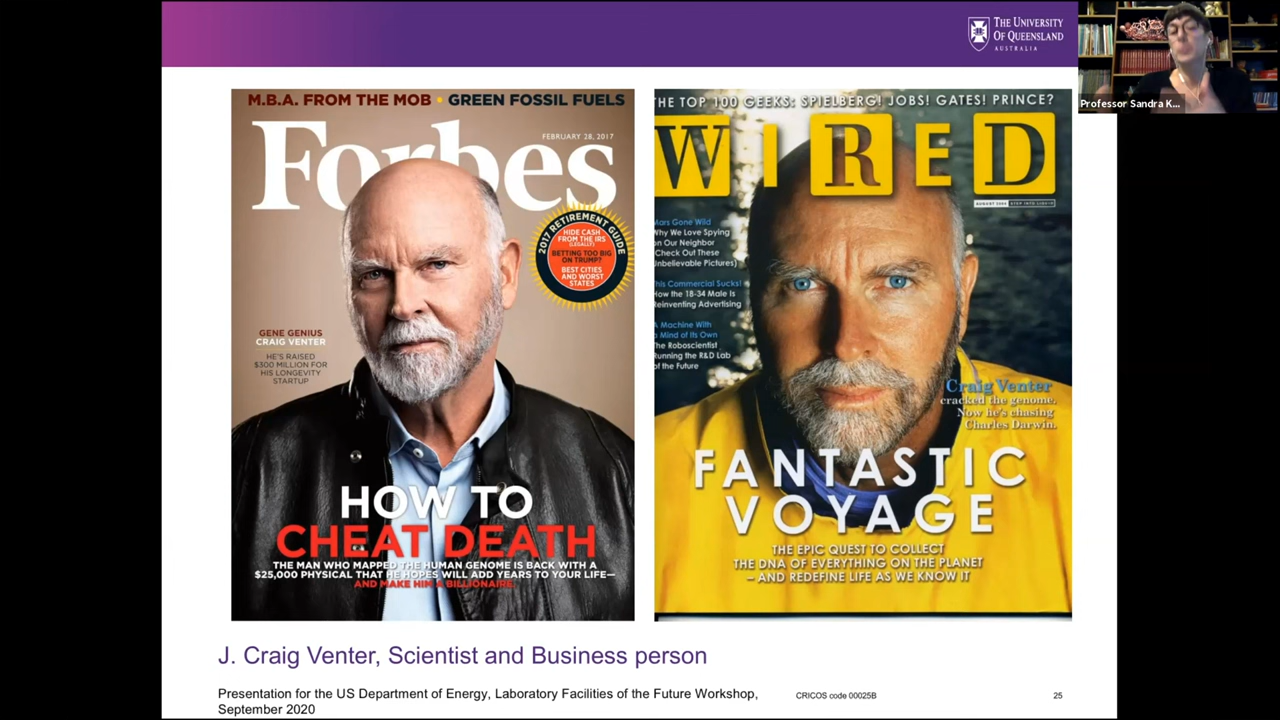 THE UNIVERSITY
OF QUEENSLAND
AUSTRALIA
Professor Sandra K...
M.B.A. FROM THE MOB • GREEN FOSSIL FUELS
Forbes
FEBRUARY 28, 2017
2017 RETIREMENT GUIDE
HIDE CASH
FROM THE IRS
(LEGALLY)
BETTING TOO BIG
ON TRUMP?
BEST CITIES
AND WORST
STATES
GENE GENIUS
CRAIG VENTER
HE'S RAISED
$300 MILLION FOR
HIS LONGEVITY
STARTUP
HOW TO
CHEAT DEATH
THE MAN WHO MAPPED THE HUMAN GENOME IS BACK WITH A
$25,000 PHYSICAL THAT HE HOPES WILL ADD YEARS TO YOUR LIFE—
AND MAKE HIM A BILLIONAIRE.
THE TOP 100 GEEKS: SPIELBERG! JOBS! GATES! PRINCE?
WIRED
Mars Gone Wild
Why We Love Spying
on Our Neighbor
(Check Out These
Unbelievable Pictures)
This Commercial Sucks!
How the 18-34 Male Is
Reinventing Advertising
A Machine With
a Mind of Its Own
The Roboscientist
Running the R&D Lab
of the Future
Craig Venter
cracked the genome.
Now he's chasing
Charles Darwin.
FANTASTIC
VOYAGE
THE EPIC QUEST TO COLLECT
THE DNA OF EVERYTHING ON THE PLANET
— AND REDEFINE LIFE AS WE KNOW IT
J. Craig Venter, Scientist and Business person
Presentation for the US Department of Energy, Laboratory Facilities of the Future Workshop,
September 2020
CRICOS code 00025B
25